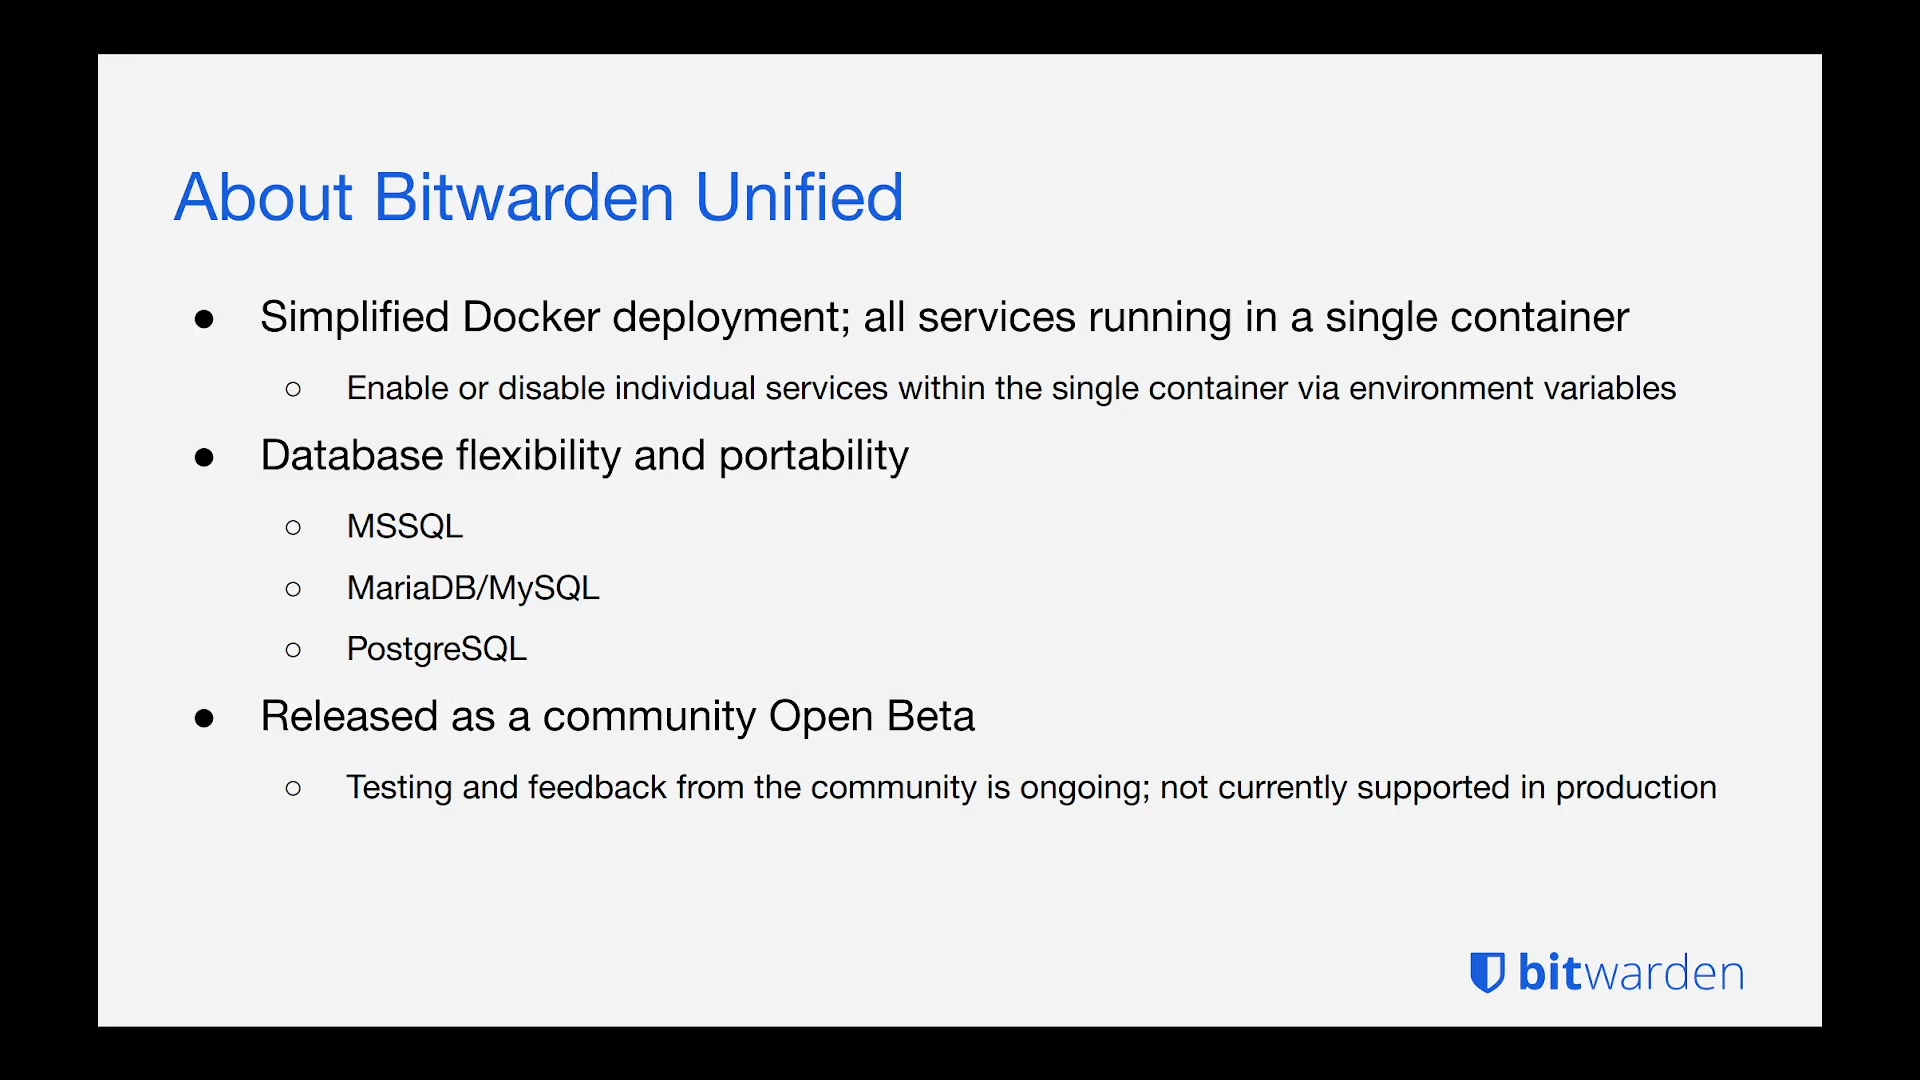 About Bitwarden Unified
● Simplified Docker deployment; all services running in a single container
○ Enable or disable individual services within the single container via environment variables
● Database flexibility and portability
○ MSSQL
○ MariaDB/MySQL
○ PostgreSQL
● Released as a community Open Beta
○ Testing and feedback from the community is ongoing; not currently supported in production
bitwarden